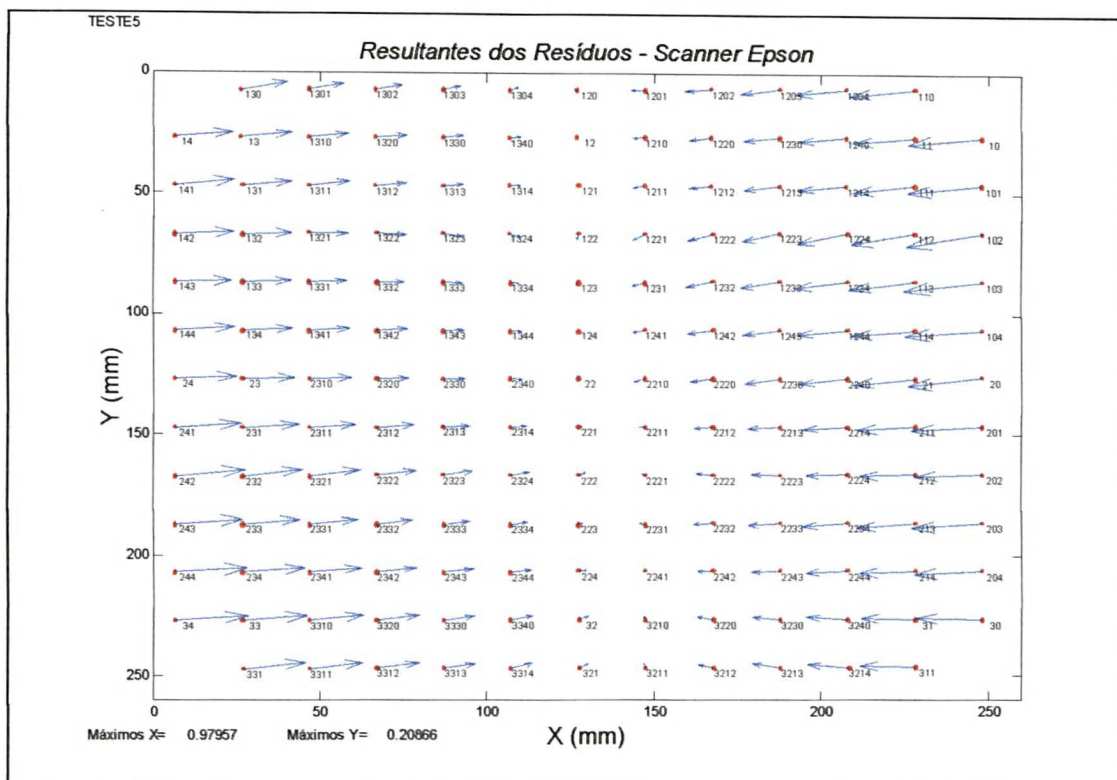 TESTE5
Resultantes dos Resíduos - Scanner Epson
0
130 1301 1302 1303 1304 120 1201 1202 1203 1204 110
14 13 1310 1320 1330 1340 12 1210 1220 1230 1240 11 10
50
141 131 1311 1312 1313 1314 121 1211 1212 1213 1214 111 101
142 132 1321 1322 1323 1324 122 1221 1222 1223 1224 112 102
143 133 1331 1332 1333 1334 123 1231 1232 1233 1234 113 103
100
144 134 1341 1342 1343 1344 124 1241 1242 1243 1244 114 104
24 23 2310 2320 2330 2340 22 2210 2220 2230 2240 21 20
Y (mm)
150
241 231 2311 2312 2313 2314 221 2211 2212 2213 2214 211 201
242 232 2321 2322 2323 2324 222 2221 2222 2223 2224 212 202
243 233 2331 2332 2333 2334 223 2231 2232 2233 2234 213 203
200
244 234 2341 2342 2343 2344 224 2241 2242 2243 2244 214 204
34 33 3310 3320 3330 3340 32 3210 3220 3230 3240 31 30
250
331 3311 3312 3313 3314 321 3211 3212 3213 3214 311
0 50 100 150 200 250
Máximos X= 0.97957 Máximos Y= 0.20866 X (mm)